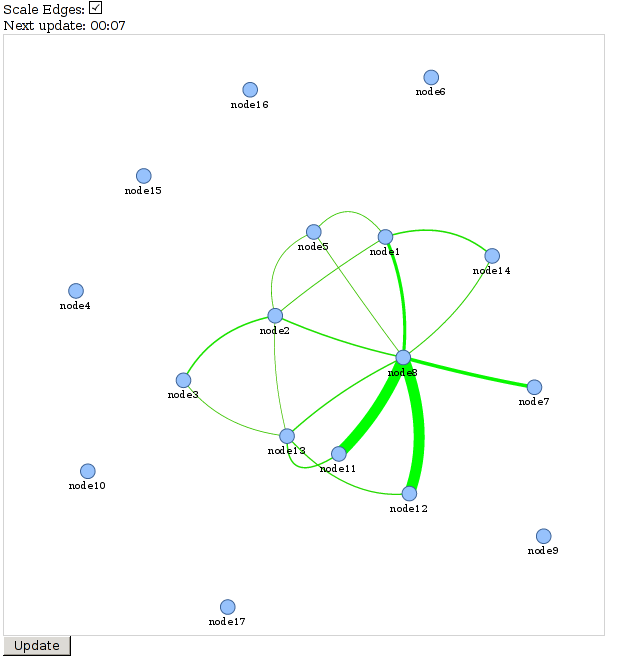 Scale Edges:
Next update: 00:07
node6
node16
node15
node5
node1
node14
node4
node2
node8
node3
node7
node13
node11
node10
node12
node9
node17
Update